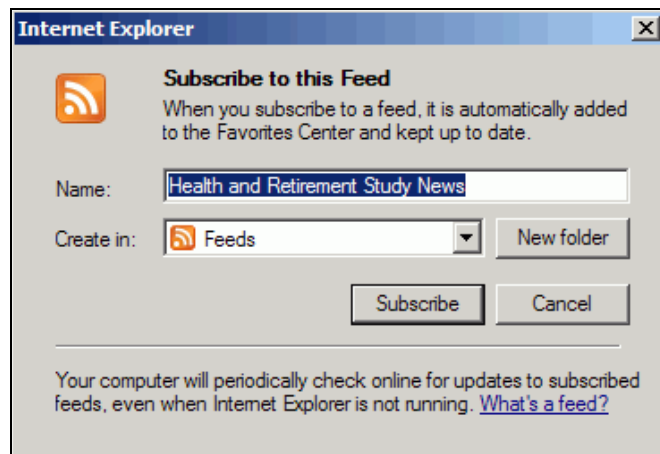 Internet Explorer
Subscribe to this Feed
When you subscribe to a feed, it is automatically added
to the Favorites Center and kept up to date.
Name: Health and Retirement Study News
Create in: Feeds New folder
Subscribe Cancel
Your computer will periodically check online for updates to subscribed
feeds, even when Internet Explorer is not running. What's a feed?